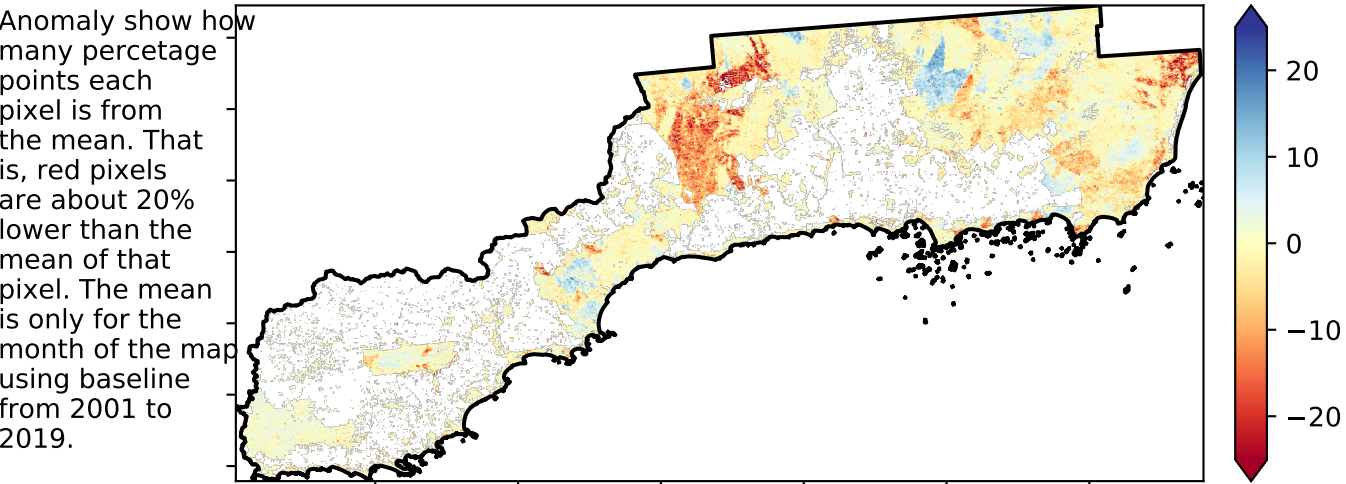 Anomaly show how
many percetage
points each
pixel is from
the mean. That
is, red pixels
are about 20%
lower than the
mean of that
pixel. The mean
is only for the
month of the map
using baseline
from 2001 to
2019.
20
10
0
−10
−20